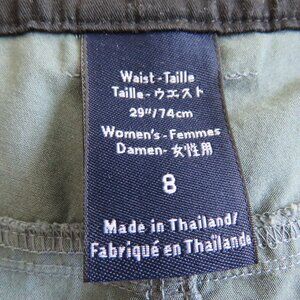 Waist-Taille
Taille-ウエスト
29"/74cm
Women's-Femmes
Damen-女性用
8
Made in Thailand/
Fabriqué en Thaïlande